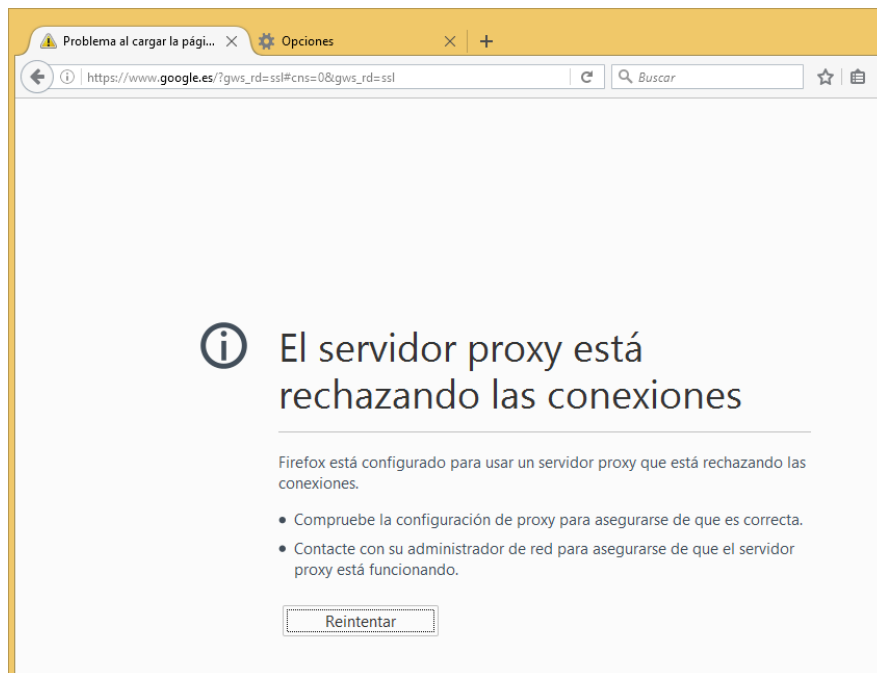 Problema al cargar la pági...
Opciones
https://www.google.es/?gws_rd=ssl#cns=0&gws_rd=ssl
Buscar
El servidor proxy está
rechazando las conexiones
Firefox está configurado para usar un servidor proxy que está rechazando las
conexiones.
Compruebe la configuración de proxy para asegurarse de que es correcta.
Contacte con su administrador de red para asegurarse de que el servidor
proxy está funcionando.
Reintentar